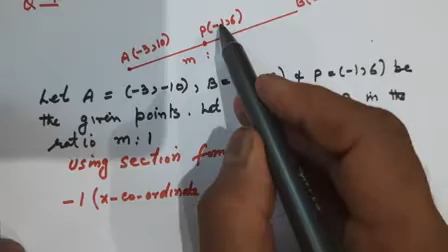 Q
B(
A(-3,10) P(-1,6)
m :
Let A = (-3,-10), B = & P = (-1,6) be
the given points. Let in the
ratio m:1
Using section
-1 (x-co-ordinate